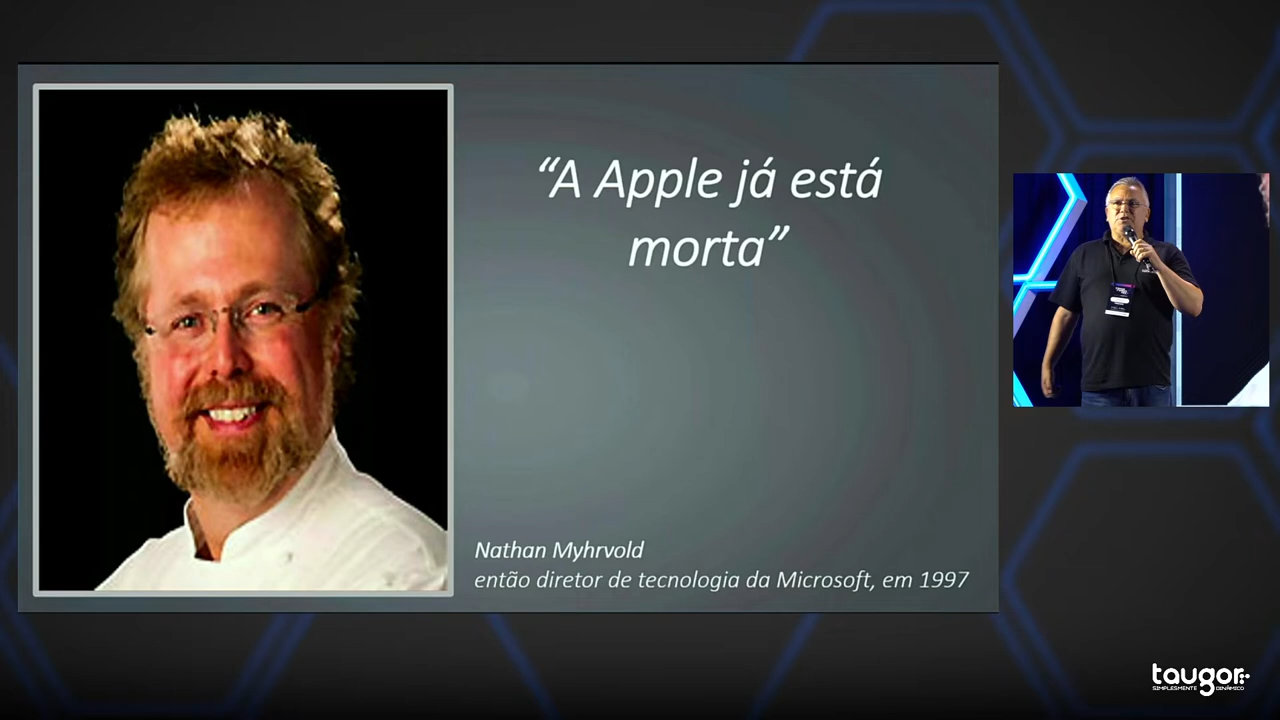 “A Apple já está
morta”
Nathan Myhrvold
então diretor de tecnologia da Microsoft, em 1997
taugor
SIMPLESMENTE DINÂMICO